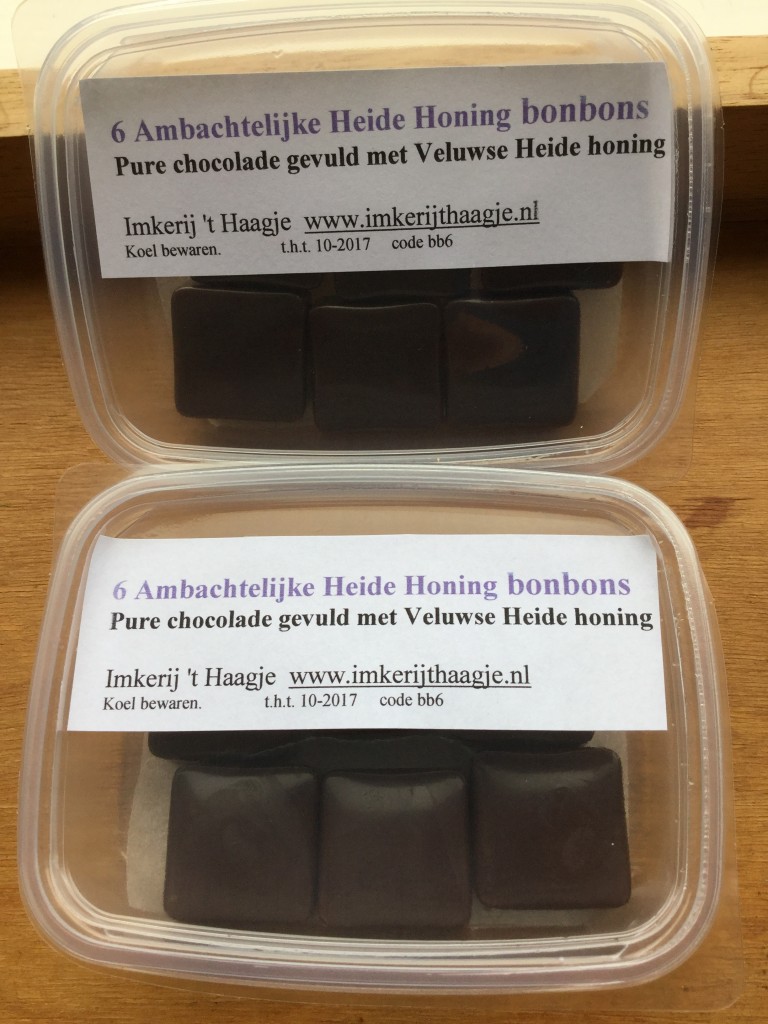 6 Ambachtelijke Heide Honing bonbons
Pure chocolade gevuld met Veluwse Heide honing
Imkerij 't Haagje www.imkerijthaagje.nl
Koel bewaren. t.h.t. 10-2017 code bb6
6 Ambachtelijke Heide Honing bonbons
Pure chocolade gevuld met Veluwse Heide honing
Imkerij 't Haagje www.imkerijthaagje.nl
Koel bewaren. t.h.t. 10-2017 code bb6